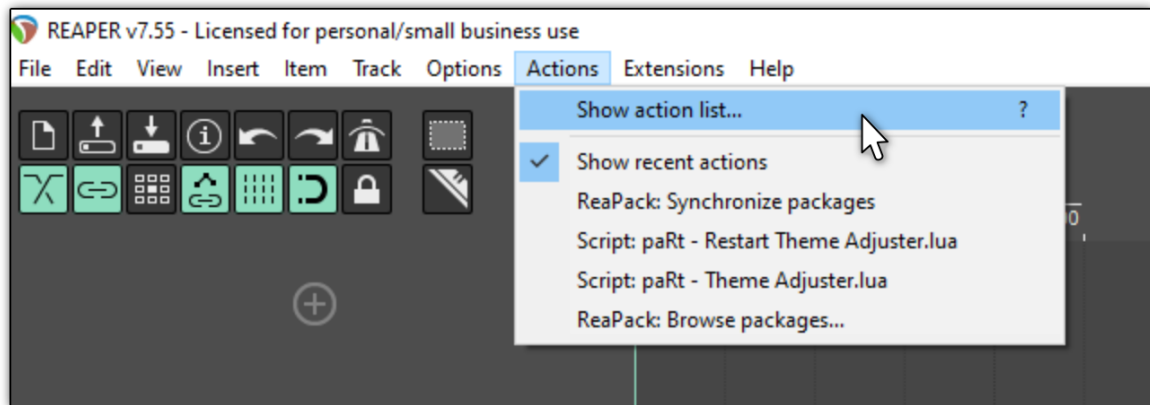 REAPER v7.55 - Licensed for personal/small business use
File Edit View Insert Item Track Options Actions Extensions Help
Show action list... ?
Show recent actions
ReaPack: Synchronize packages
Script: paRt - Restart Theme Adjuster.lua
Script: paRt - Theme Adjuster.lua
ReaPack: Browse packages...